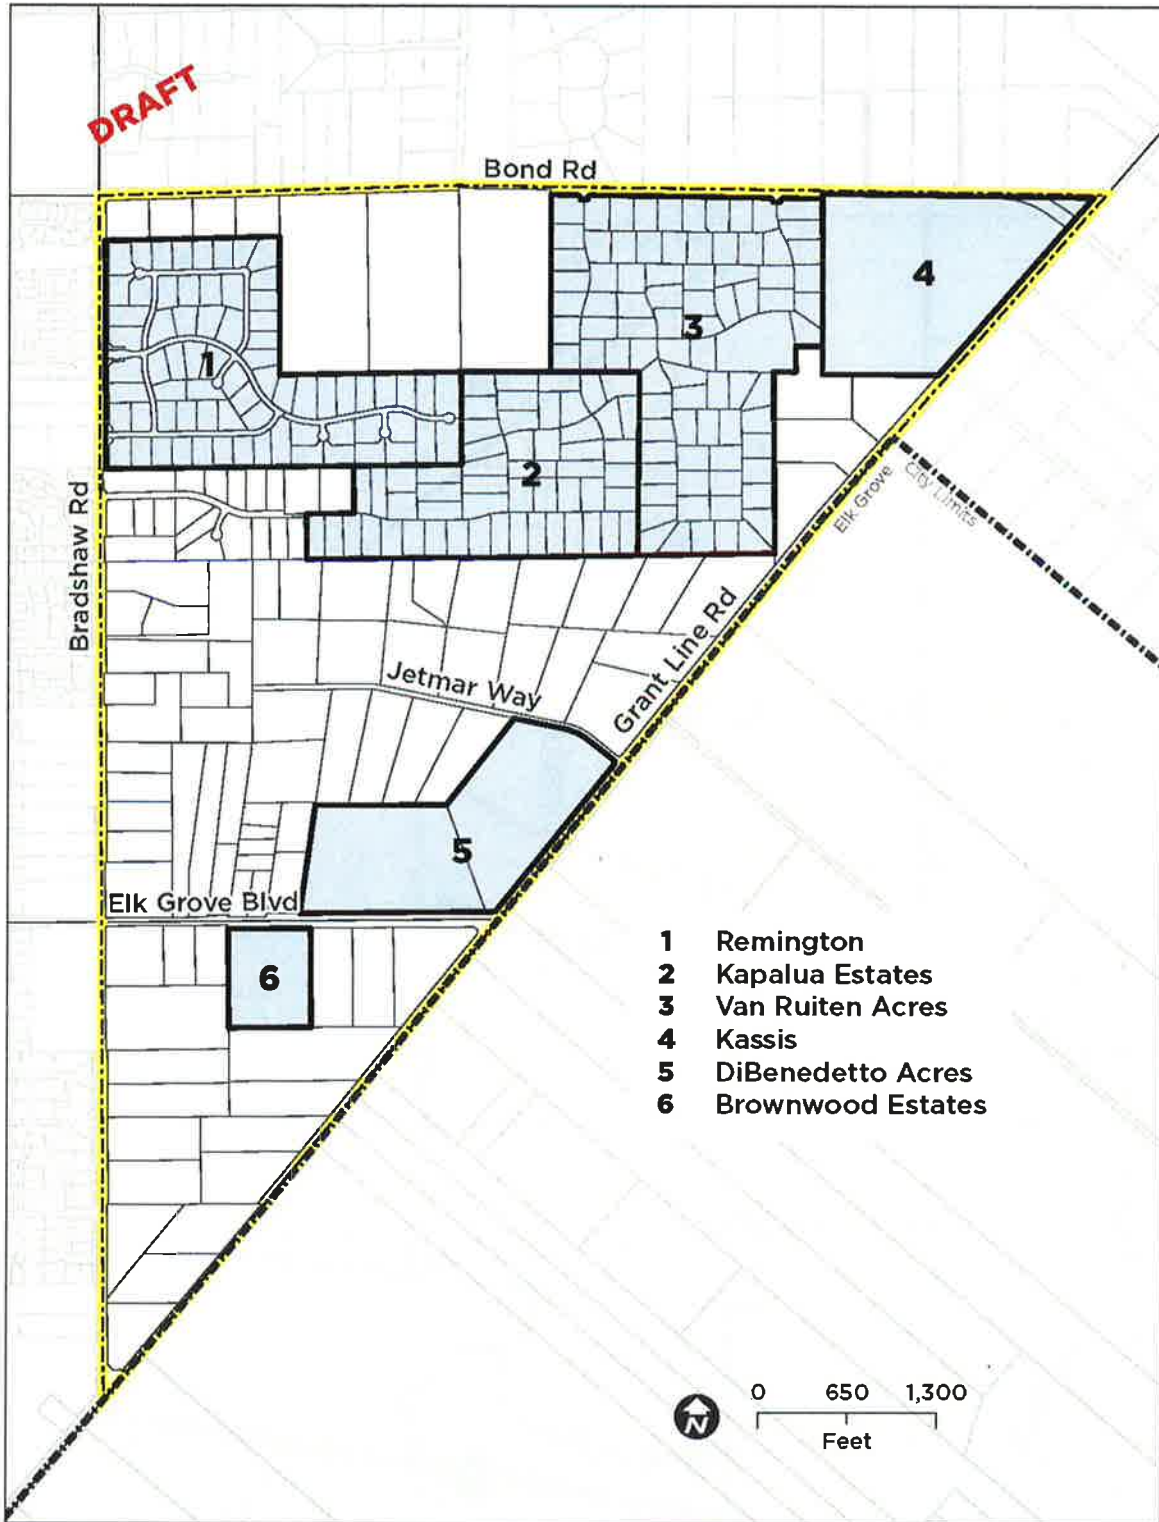 DRAFT
Bond Rd
4
3
1
2
Bradshaw Rd
City Limits
Elk Grove
Grant Line Rd
Jetmar Way
5
Elk Grove Blvd
6
1 Remington
2 Kapalua Estates
3 Van Ruiten Acres
4 Kassis
5 DiBenedetto Acres
6 Brownwood Estates
N
0 650 1,300
Feet